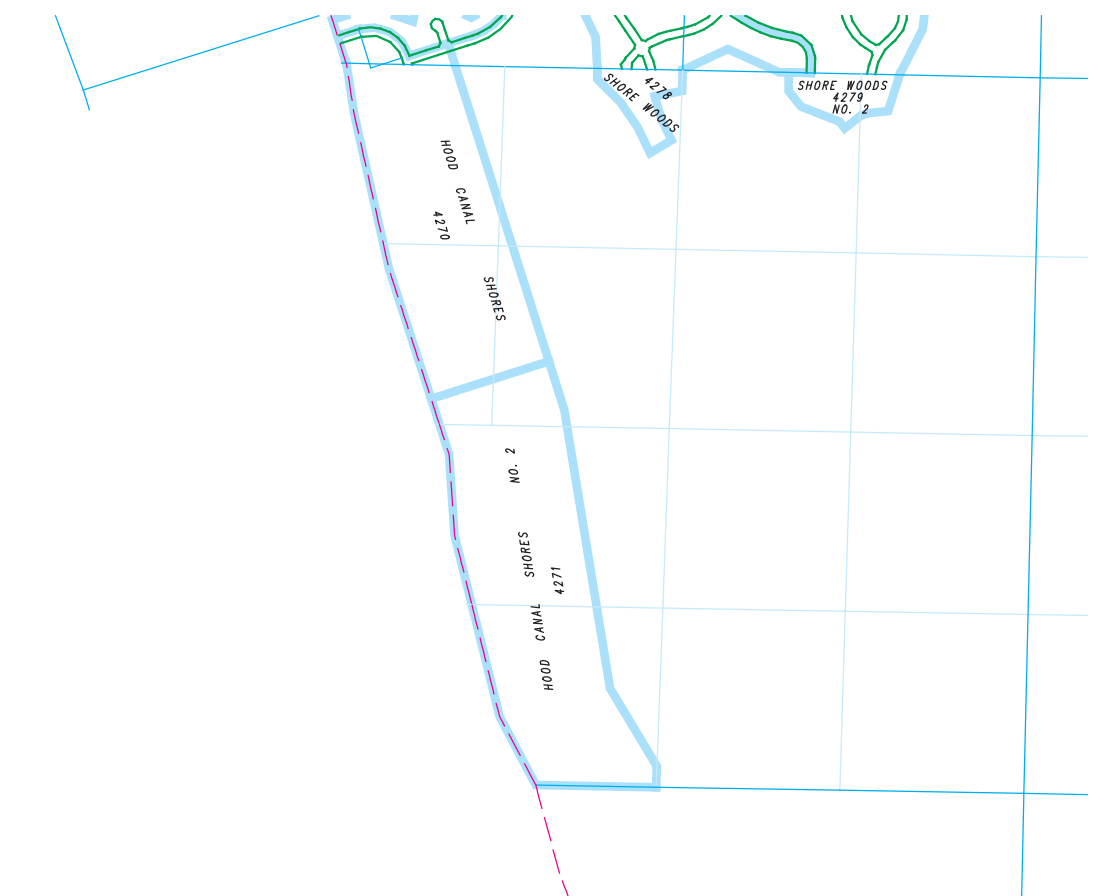 SHORE WOODS
4278
SHORE WOODS
4279
NO. 2
HOOD CANAL
4270
SHORES
HOOD CANAL SHORES NO. 2
4271